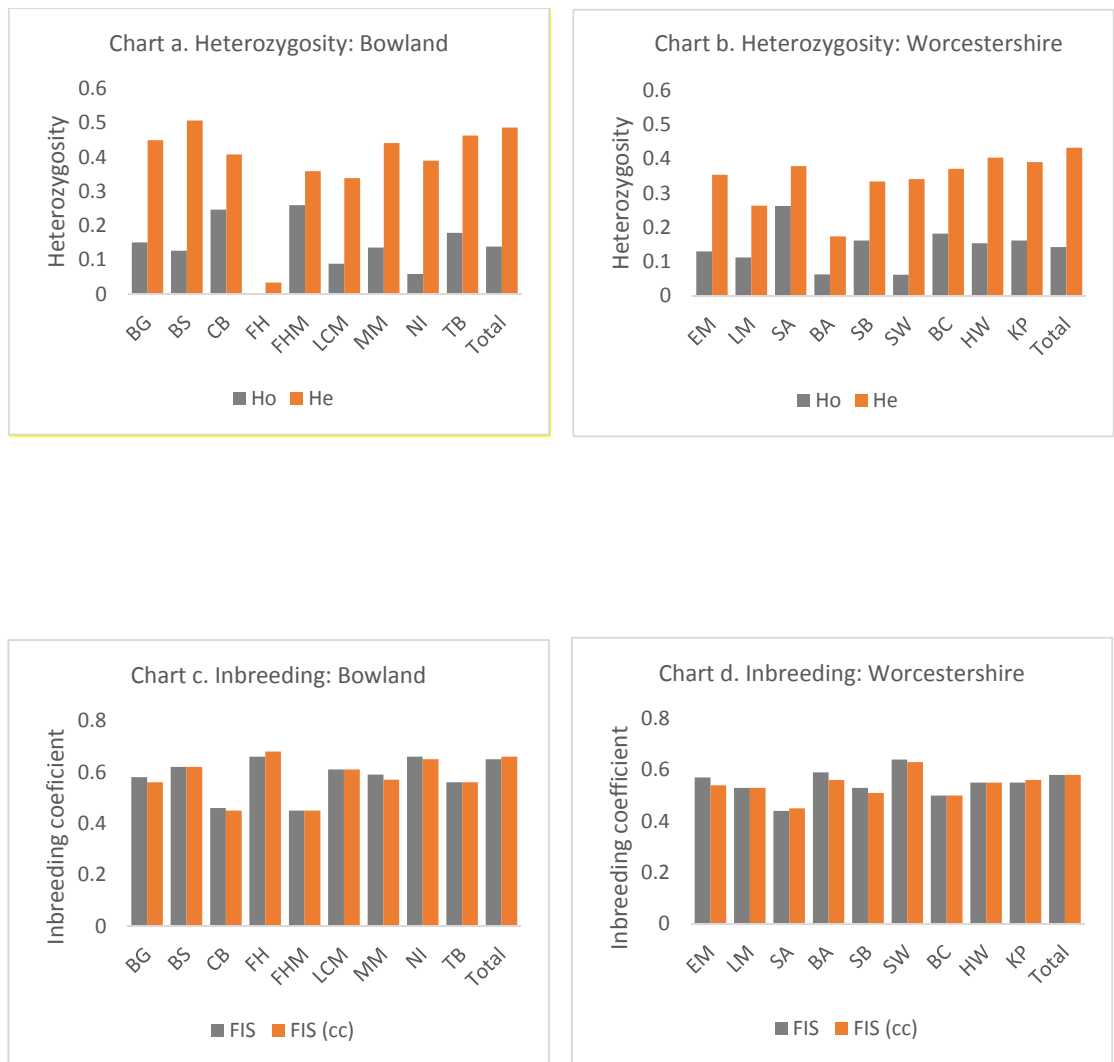 Chart a. Heterozygosity: Bowland
Heterozygosity
0.6
0.5
0.4
0.3
0.2
0.1
0
BG BS CB FH FHM LCM MM NI TB Total
Ho He
Chart b. Heterozygosity: Worcestershire
Heterozygosity
0.6
0.5
0.4
0.3
0.2
0.1
0
EM LM SA BA SB SW BC HW KP Total
Ho He
Chart c. Inbreeding: Bowland
Inbreeding coeficient
0.8
0.6
0.4
0.2
0
BG BS CB FH FHM LCM MM NI TB Total
FIS FIS (cc)
Chart d. Inbreeding: Worcestershire
Inbreeding coefficient
0.8
0.6
0.4
0.2
0
EM LM SA BA SB SW BC HW KP Total
FIS FIS (cc)